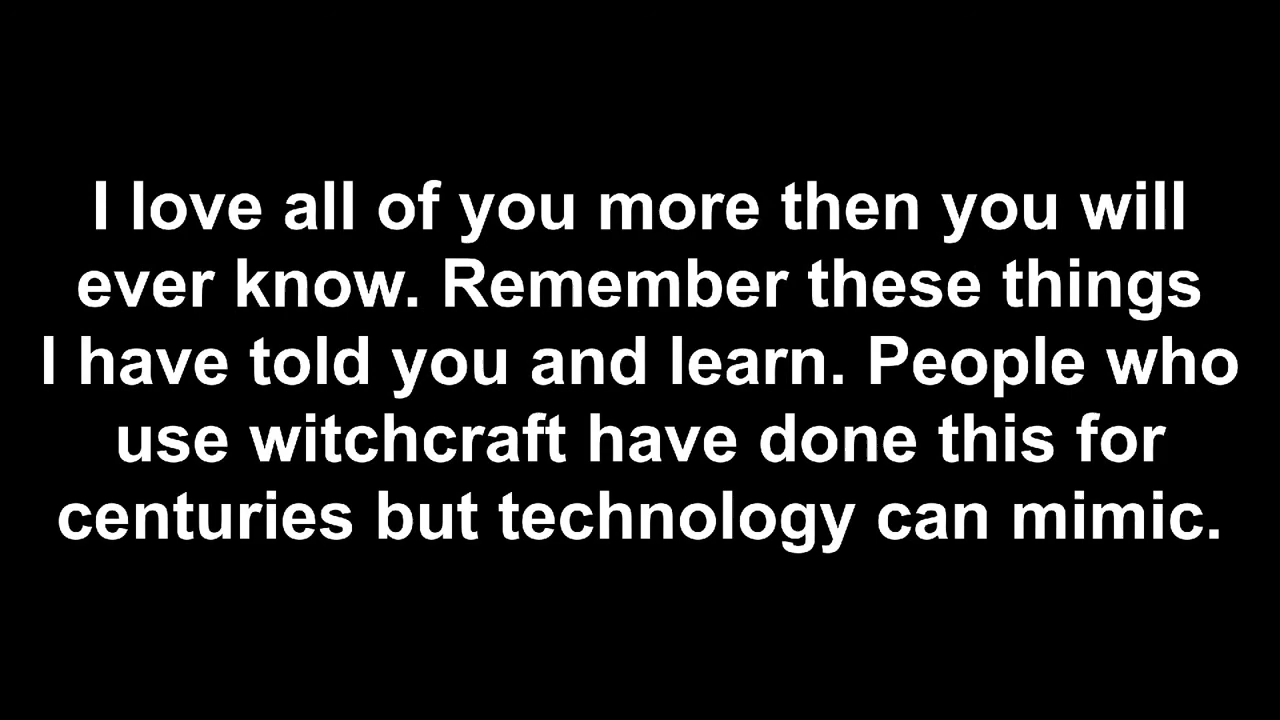 I love all of you more then you will
ever know. Remember these things
I have told you and learn. People who
use witchcraft have done this for
centuries but technology can mimic.